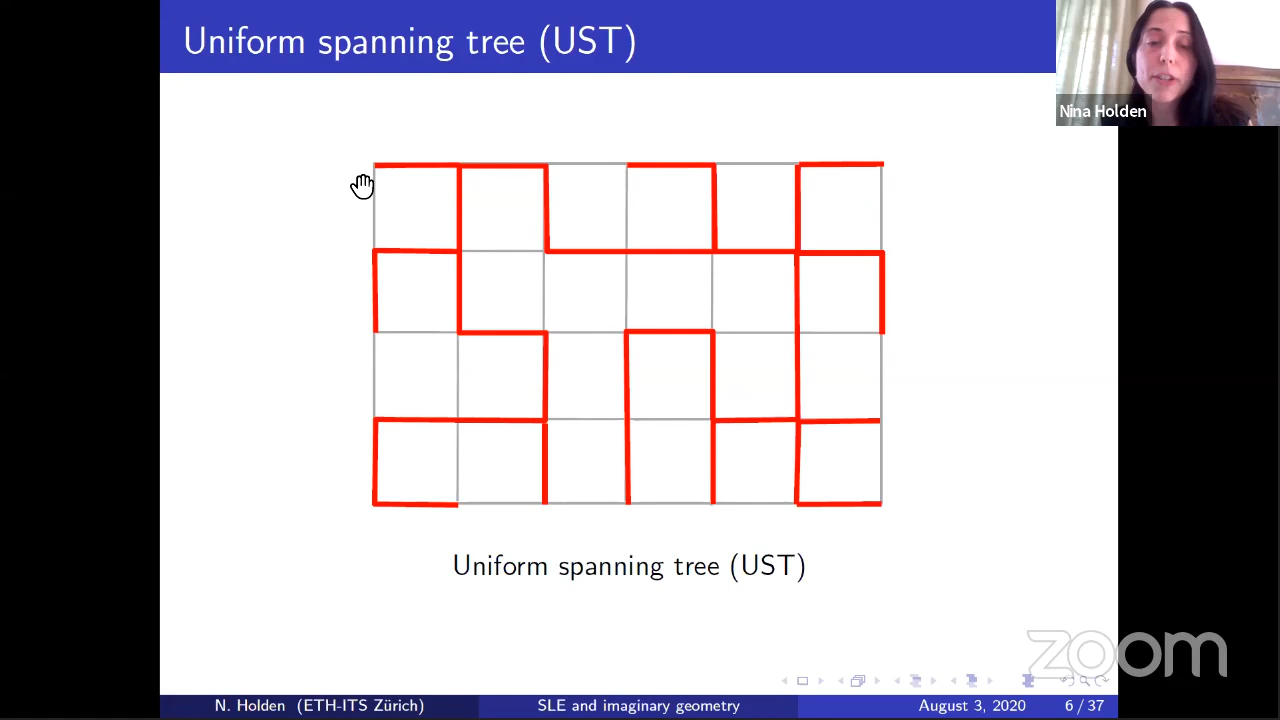 Uniform spanning tree (UST)
Nina Holden
Uniform spanning tree (UST)
zoom
N. Holden (ETH-ITS Zürich)
SLE and imaginary geometry
August 3, 2020
6 / 37